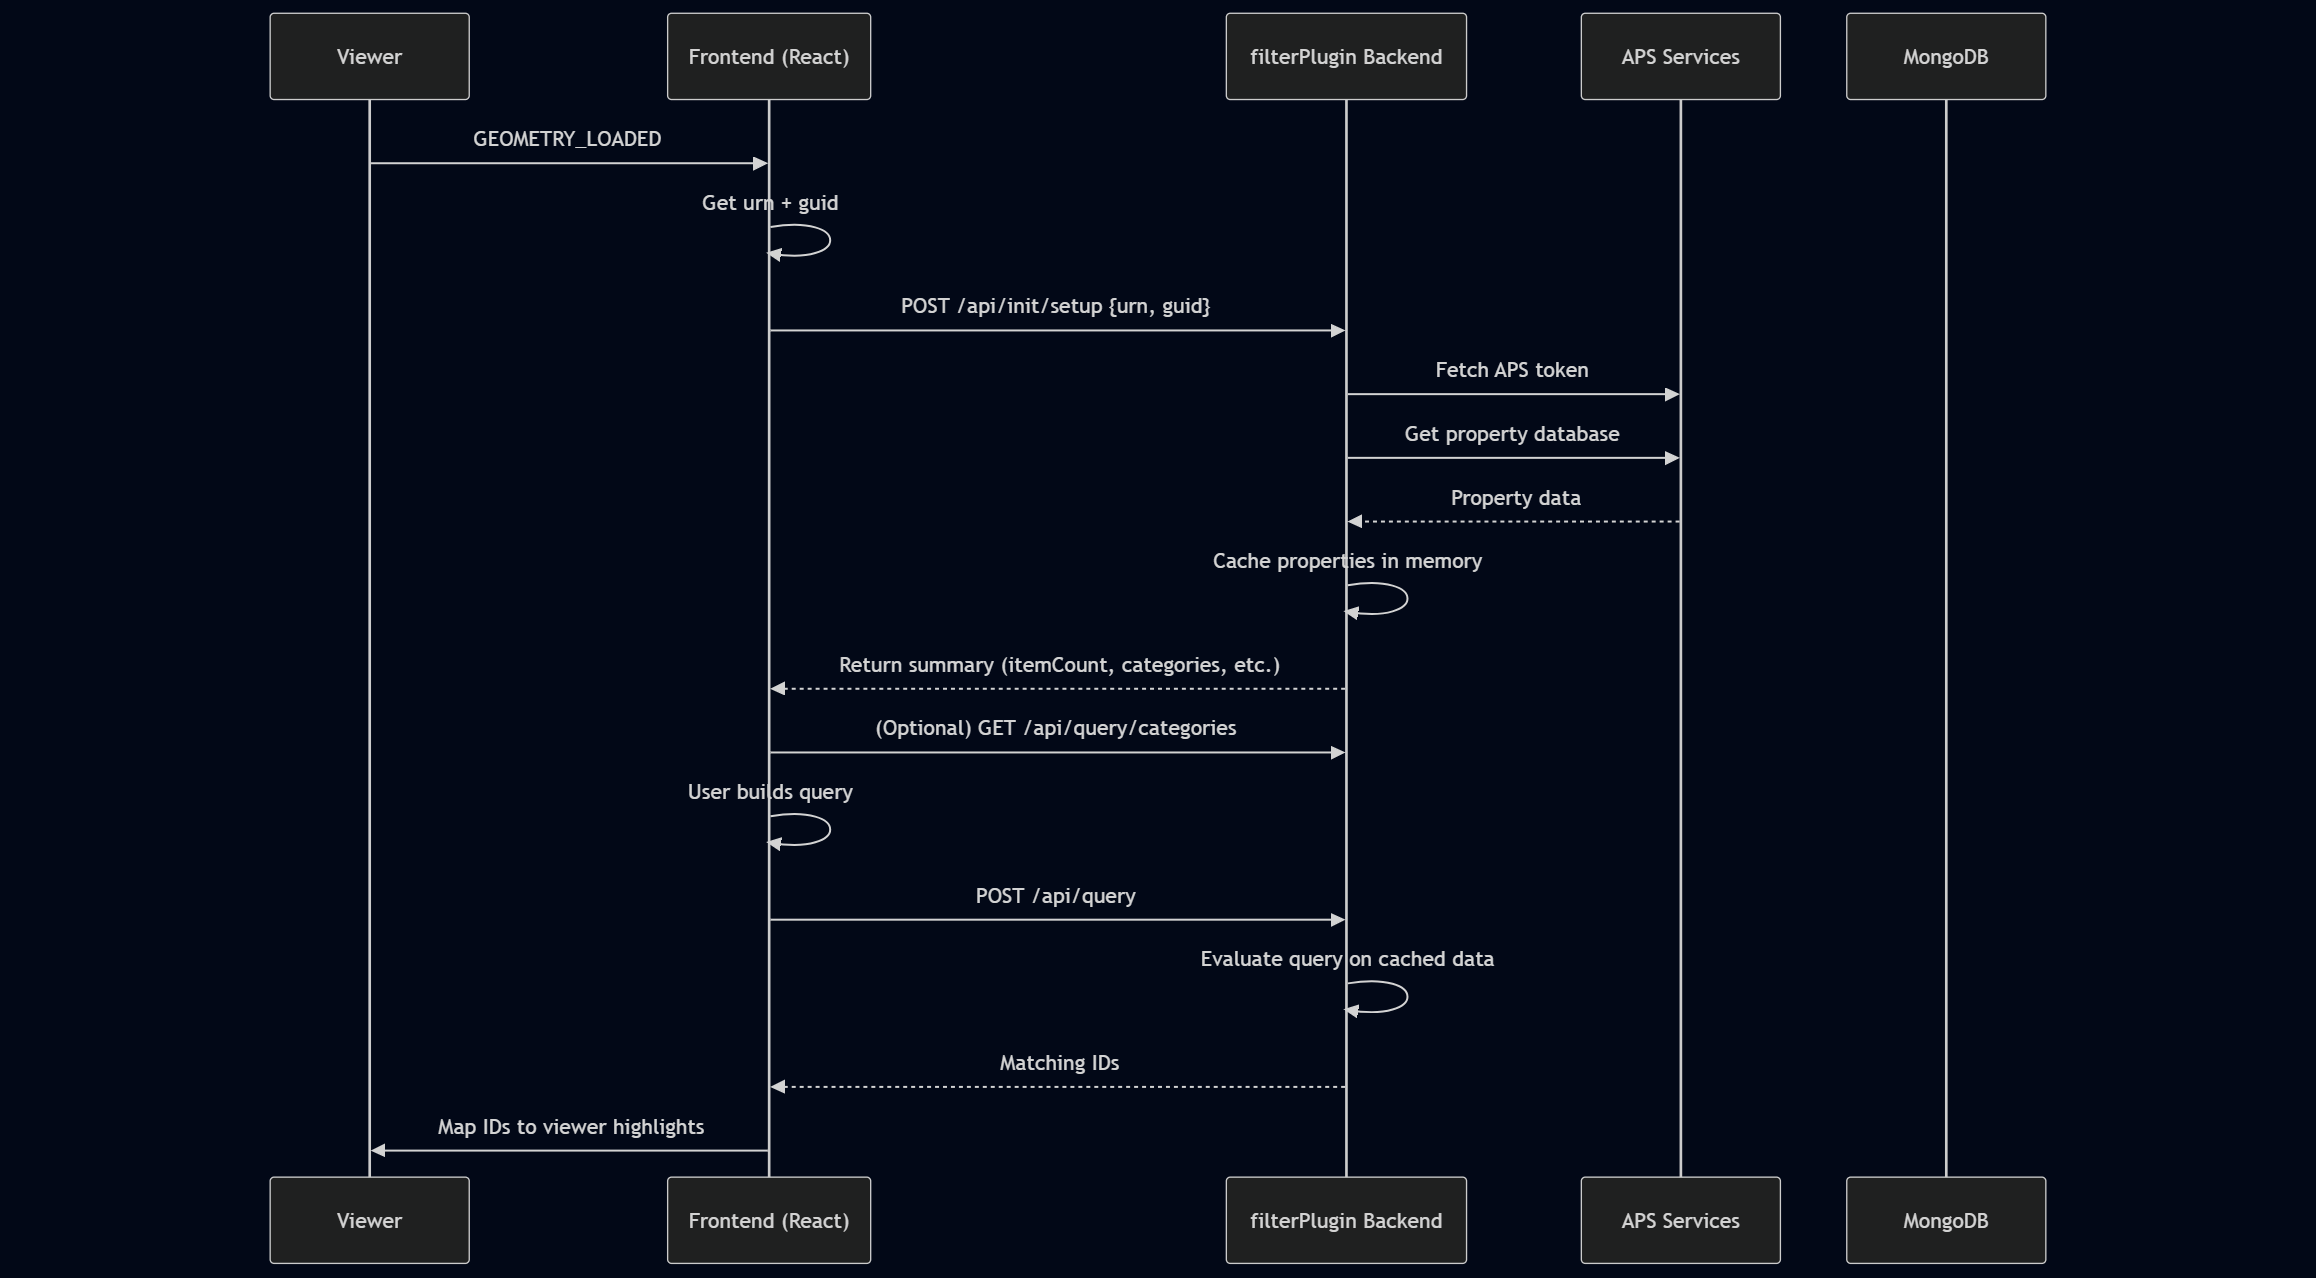 Viewer
Frontend (React)
filterPlugin Backend
APS Services
MongoDB
GEOMETRY_LOADED
Get urn + guid
POST /api/init/setup {urn, guid}
Fetch APS token
Get property database
Property data
Cache properties in memory
Return summary (itemCount, categories, etc.)
(Optional) GET /api/query/categories
User builds query
POST /api/query
Evaluate query on cached data
Matching IDs
Map IDs to viewer highlights
Viewer
Frontend (React)
filterPlugin Backend
APS Services
MongoDB